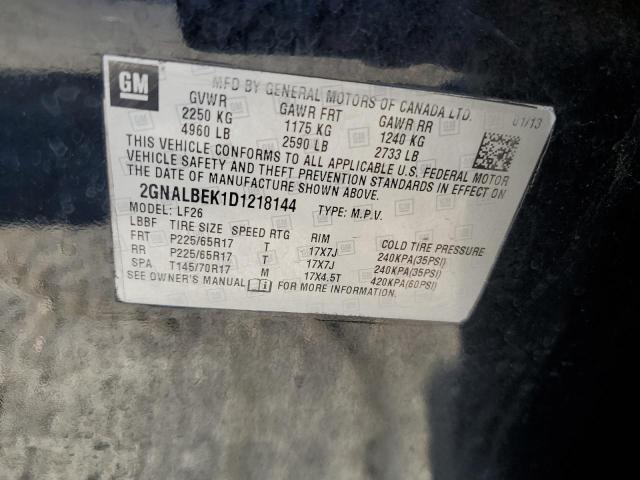 GM
MFD BY GENERAL MOTORS OF CANADA LTD.
01/13
GVWR GAWR FRT GAWR RR
2250 KG 1175 KG 1240 KG
4960 LB 2590 LB 2733 LB
THIS VEHICLE CONFORMS TO ALL APPLICABLE U.S. FEDERAL MOTOR
VEHICLE SAFETY AND THEFT PREVENTION STANDARDS IN EFFECT ON
THE DATE OF MANUFACTURE SHOWN ABOVE.
2GNALBEK1D1218144 TYPE: M.P.V.
MODEL: LF26
LBBF TIRE SIZE SPEED RTG RIM COLD TIRE PRESSURE
FRT P225/65R17 T 17X7J 240KPA(35PSI)
RR P225/65R17 T 17X7J 240KPA(35PSI)
SPA T145/70R17 M 17X4.5T 420KPA(60PSI)
SEE OWNER'S MANUAL FOR MORE INFORMATION.